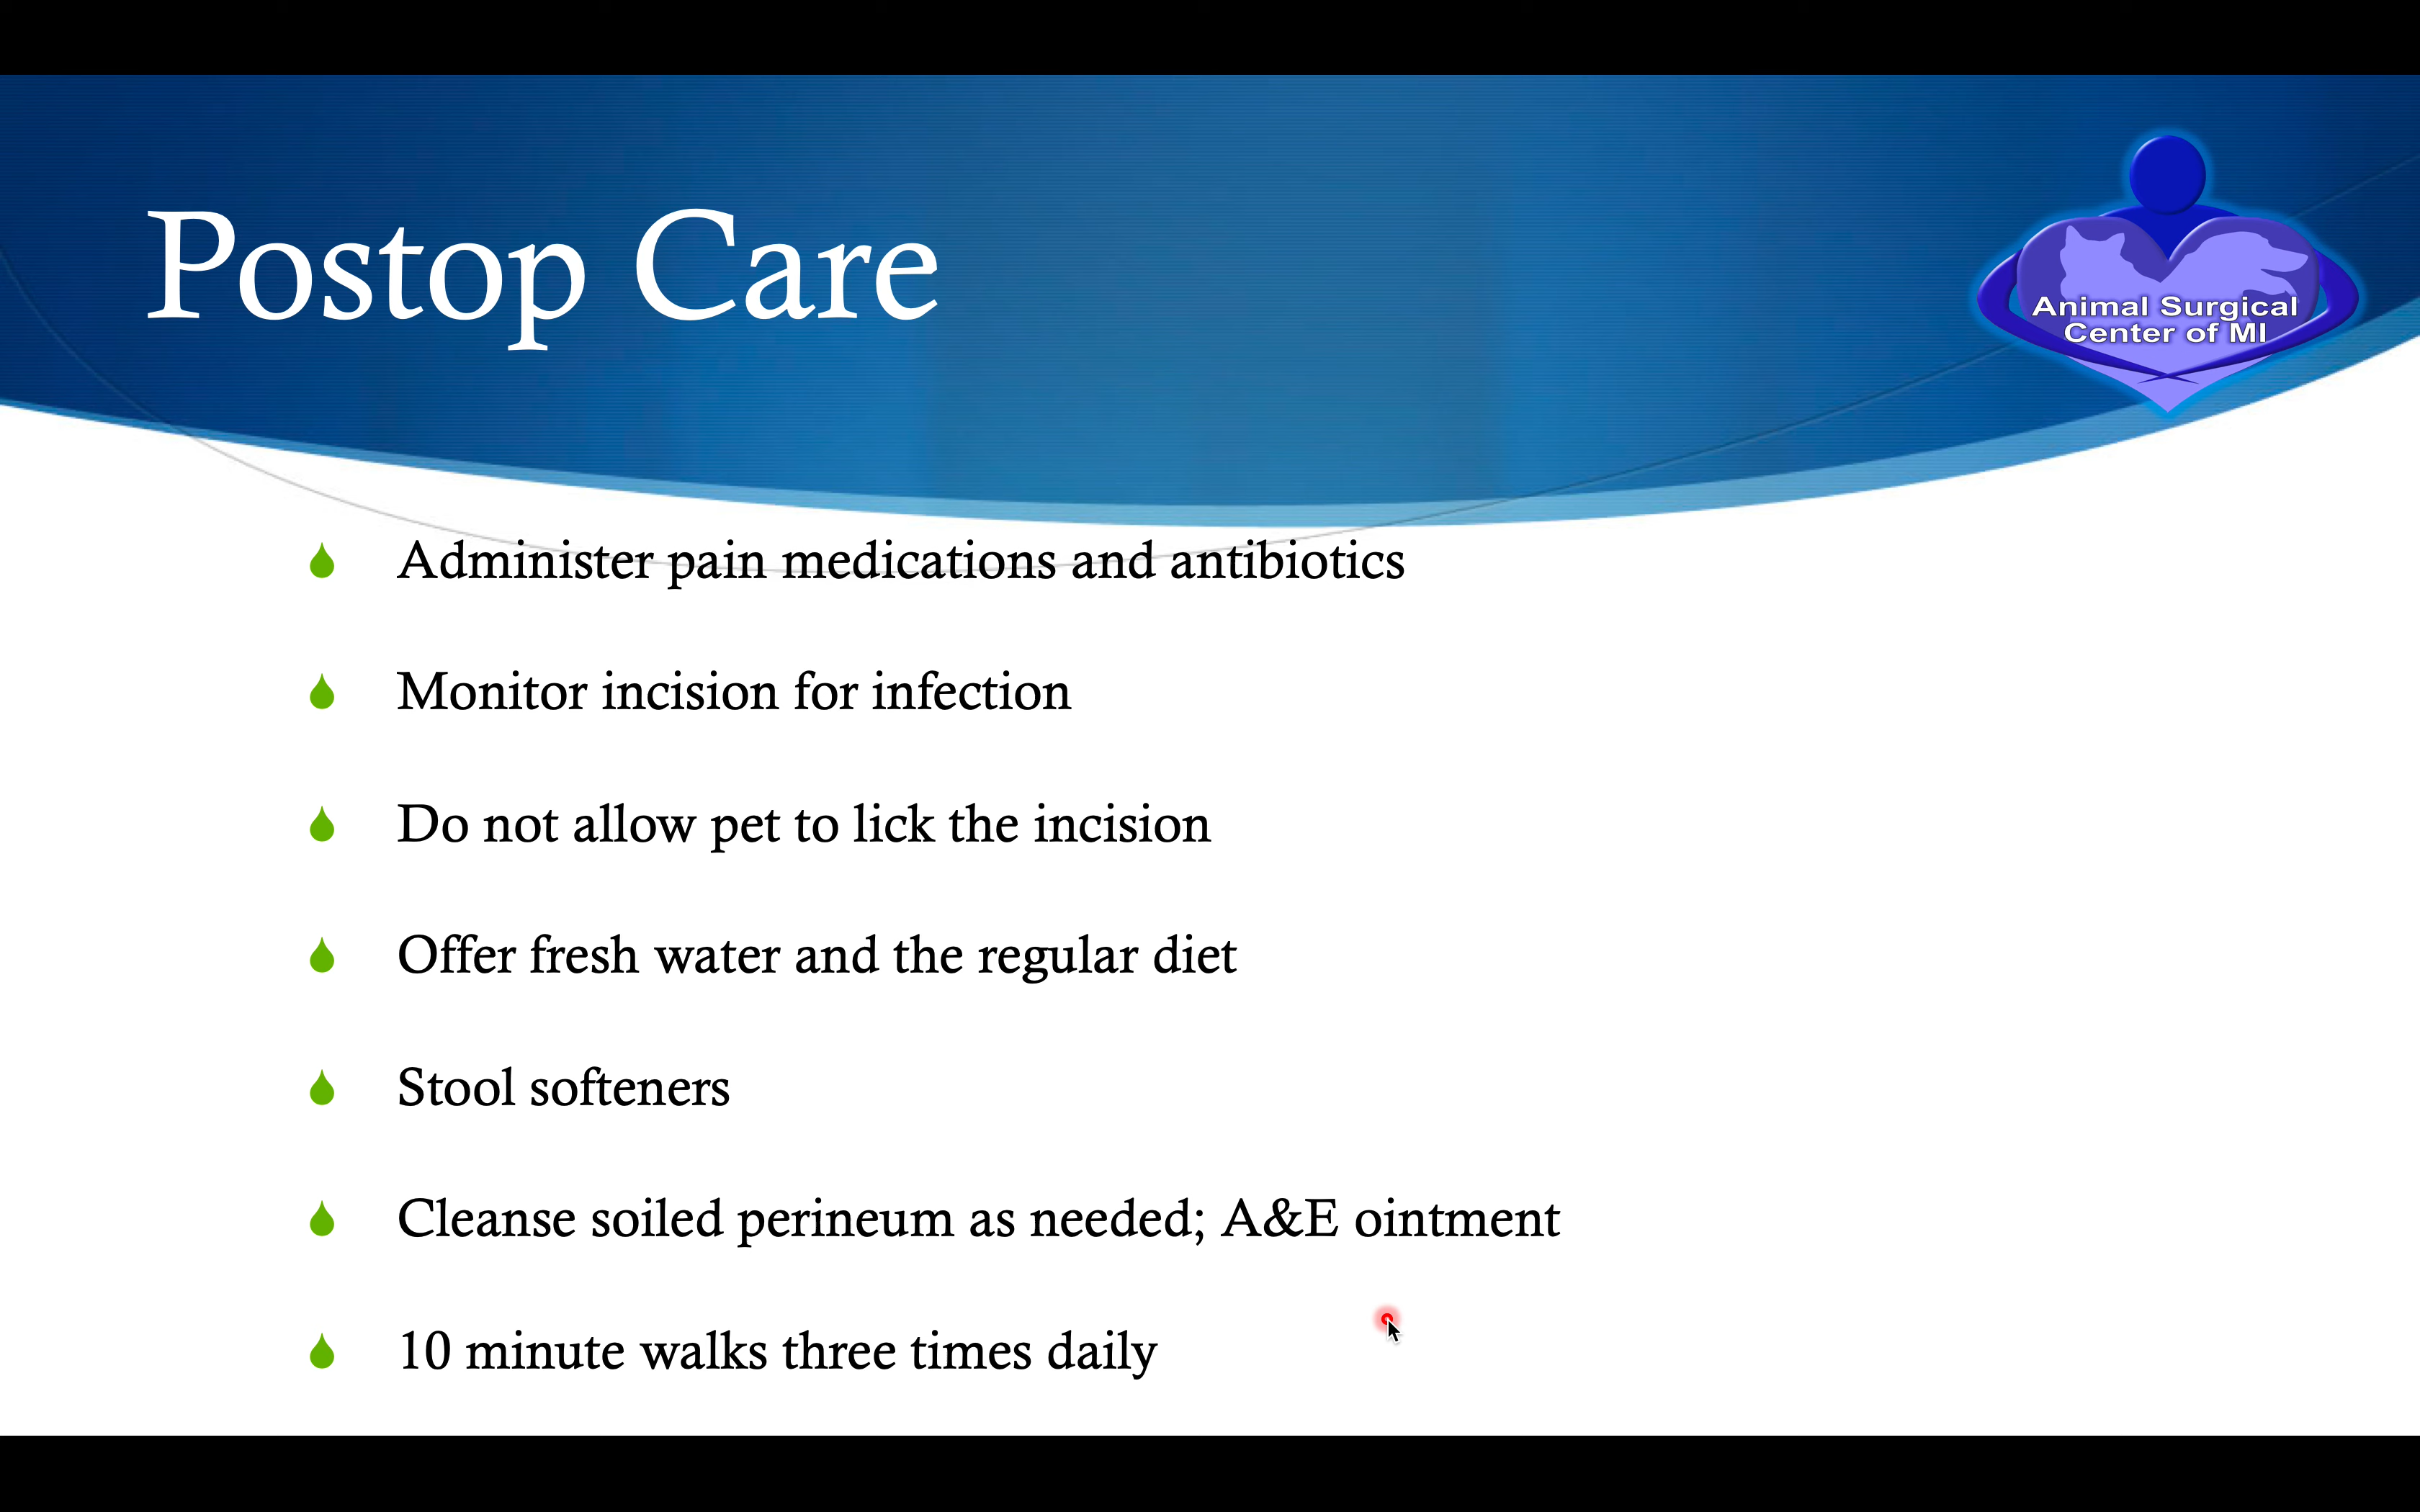 Postop Care
Animal Surgical
Center of MI
Administer pain medications and antibiotics
Monitor incision for infection
Do not allow pet to lick the incision
Offer fresh water and the regular diet
Stool softeners
Cleanse soiled perineum as needed; A&E ointment
10 minute walks three times daily